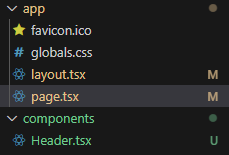 app
favicon.ico
# globals.css
layout.tsx M
page.tsx M
components
Header.tsx U